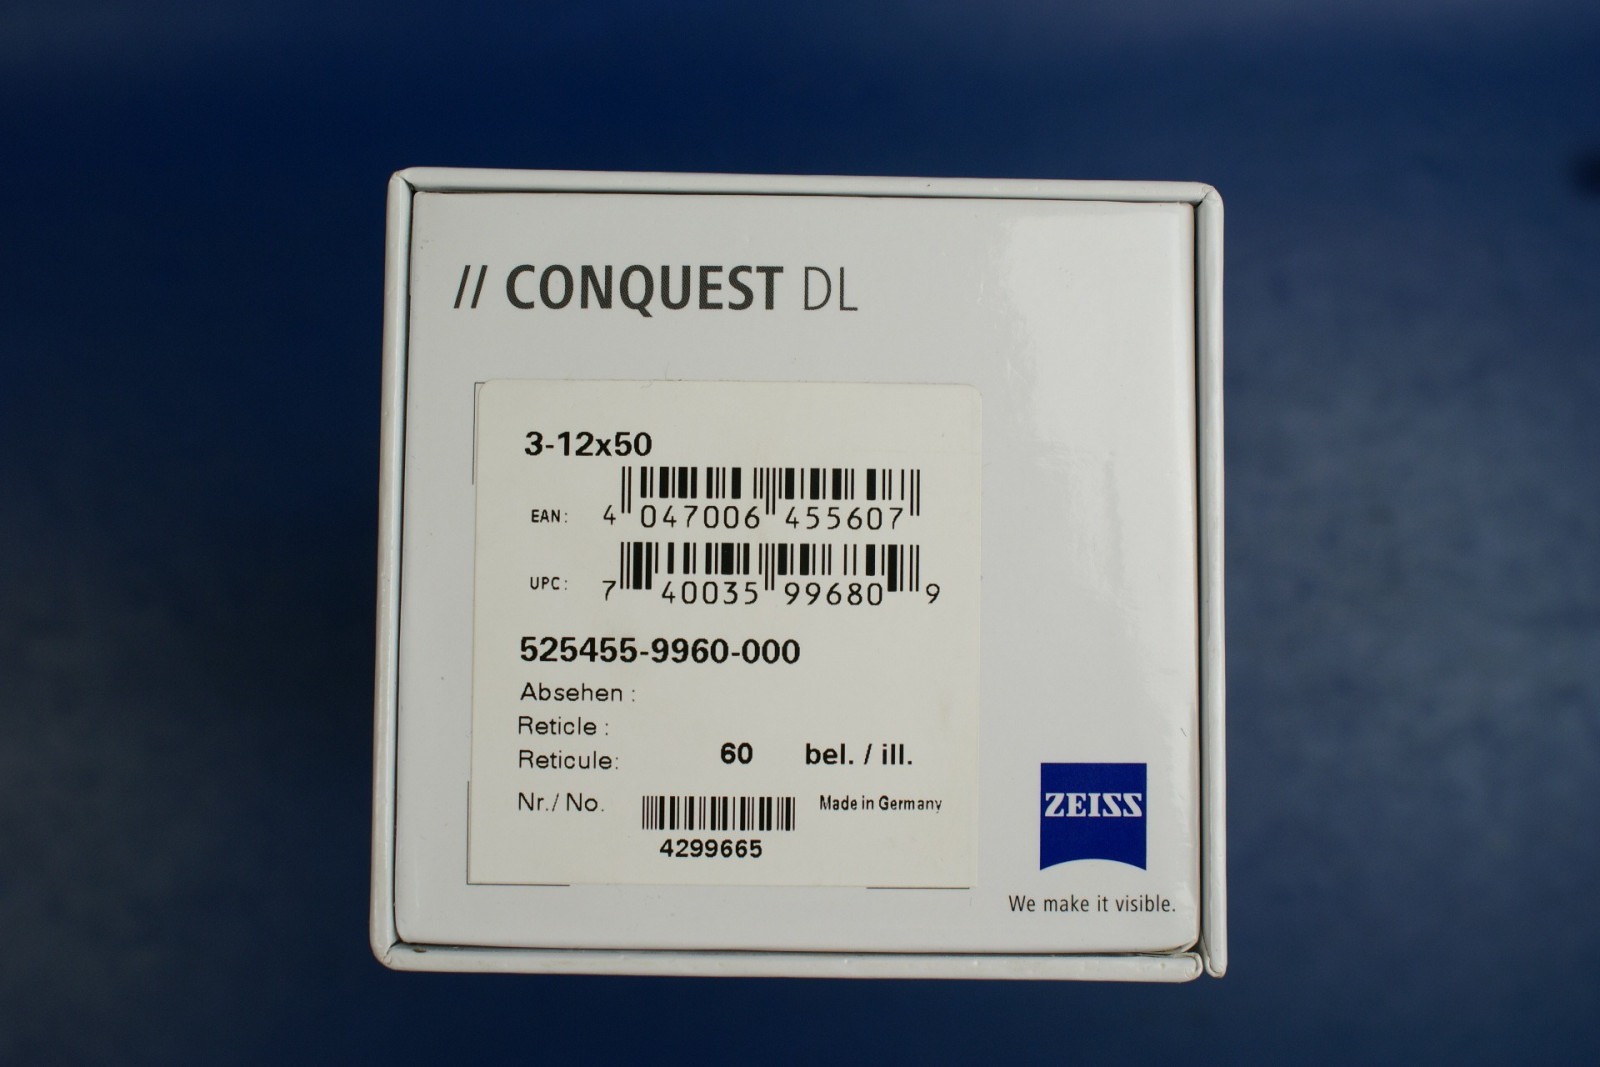 // CONQUEST DL
3-12x50
EAN: 4 047006 455607
UPC: 7 40035 99680 9
525455-9960-000
Absehen :
Reticle :
Reticule: 60 bel. / ill.
Nr./ No. Made in Germany
4299665
ZEISS
We make it visible.